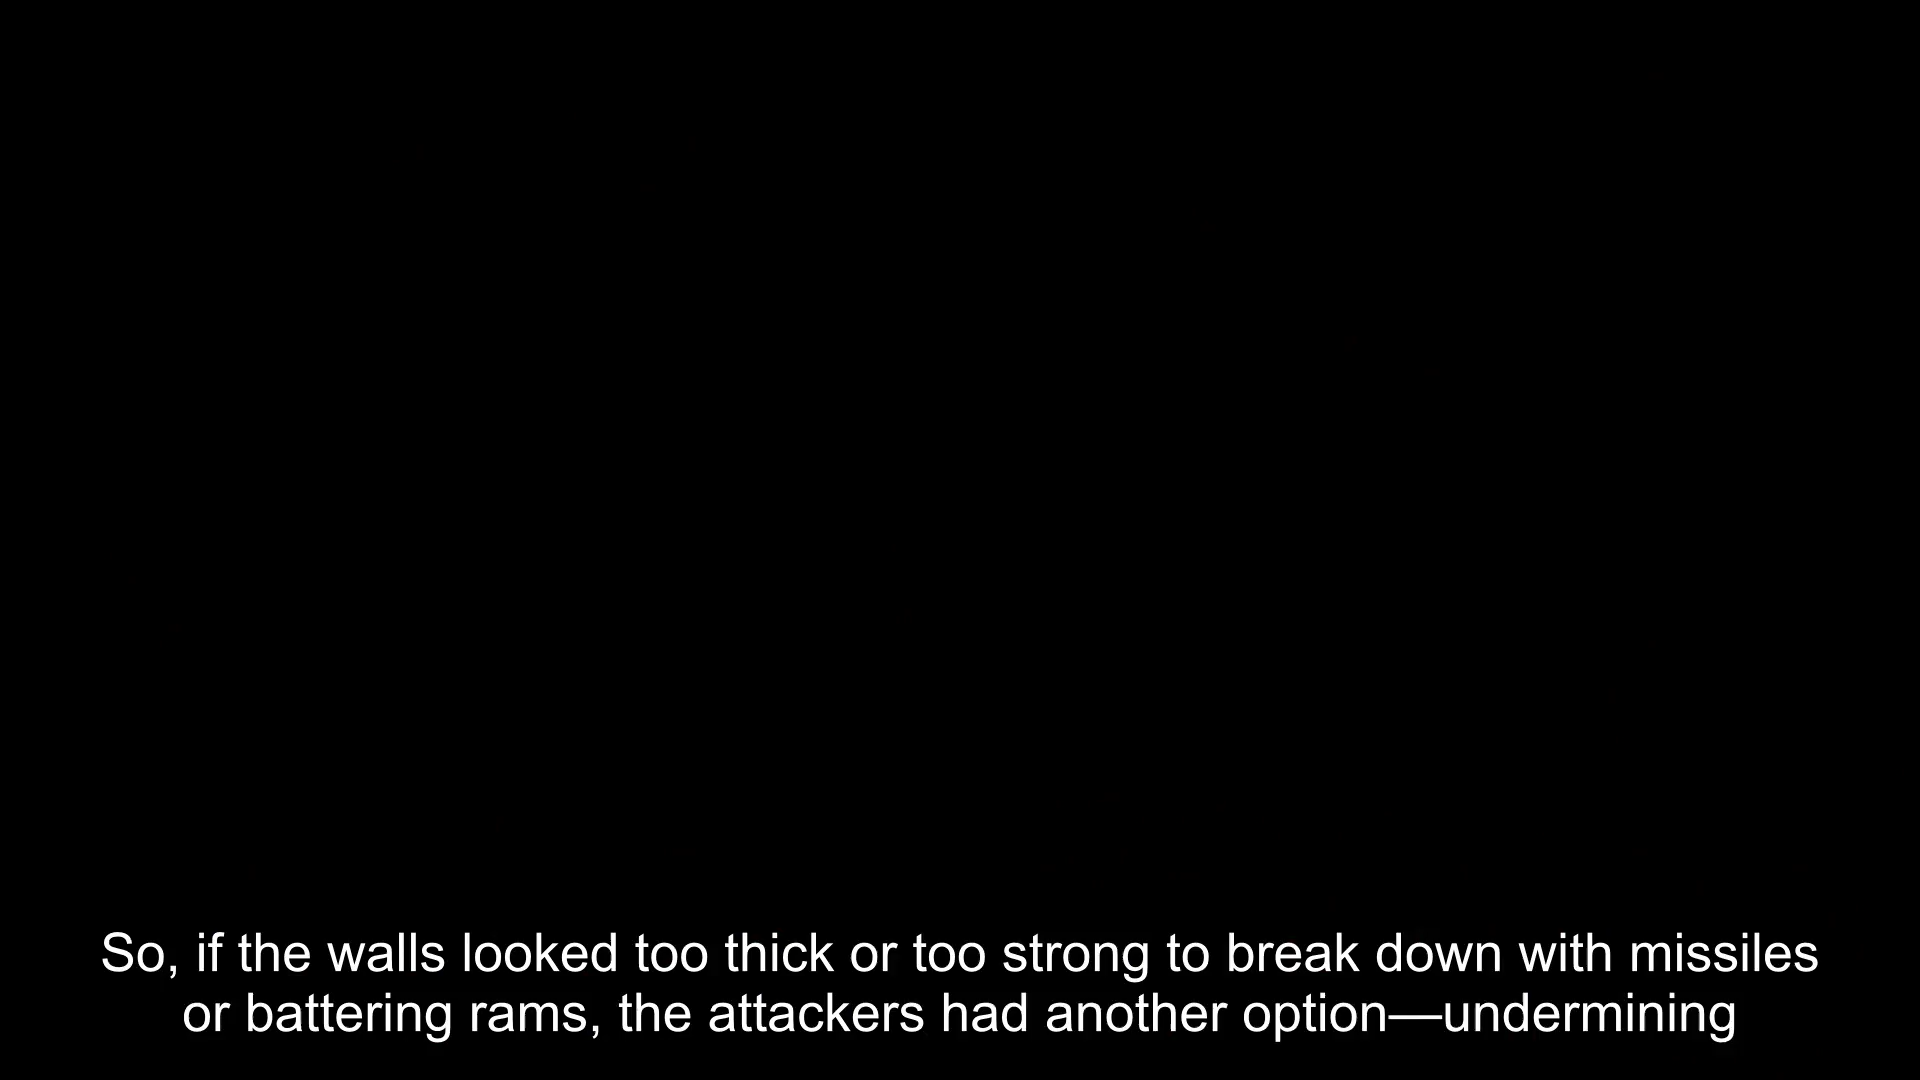 So, if the walls looked too thick or too strong to break down with missiles
or battering rams, the attackers had another option—undermining